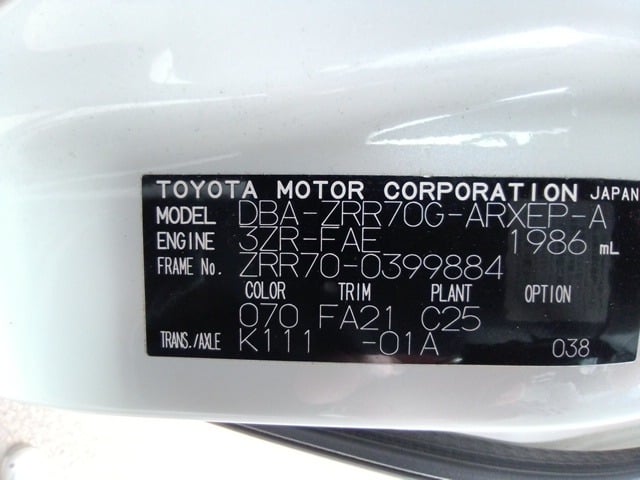 TOYOTA MOTOR CORPORATION JAPAN
MODEL DBA-ZRR70G-ARXEP-A
ENGINE 3ZR-FAE 1986 mL
FRAME No. ZRR70-0399884
COLOR TRIM PLANT OPTION
070 FA21 C25
TRANS./AXLE K111 -01A 038